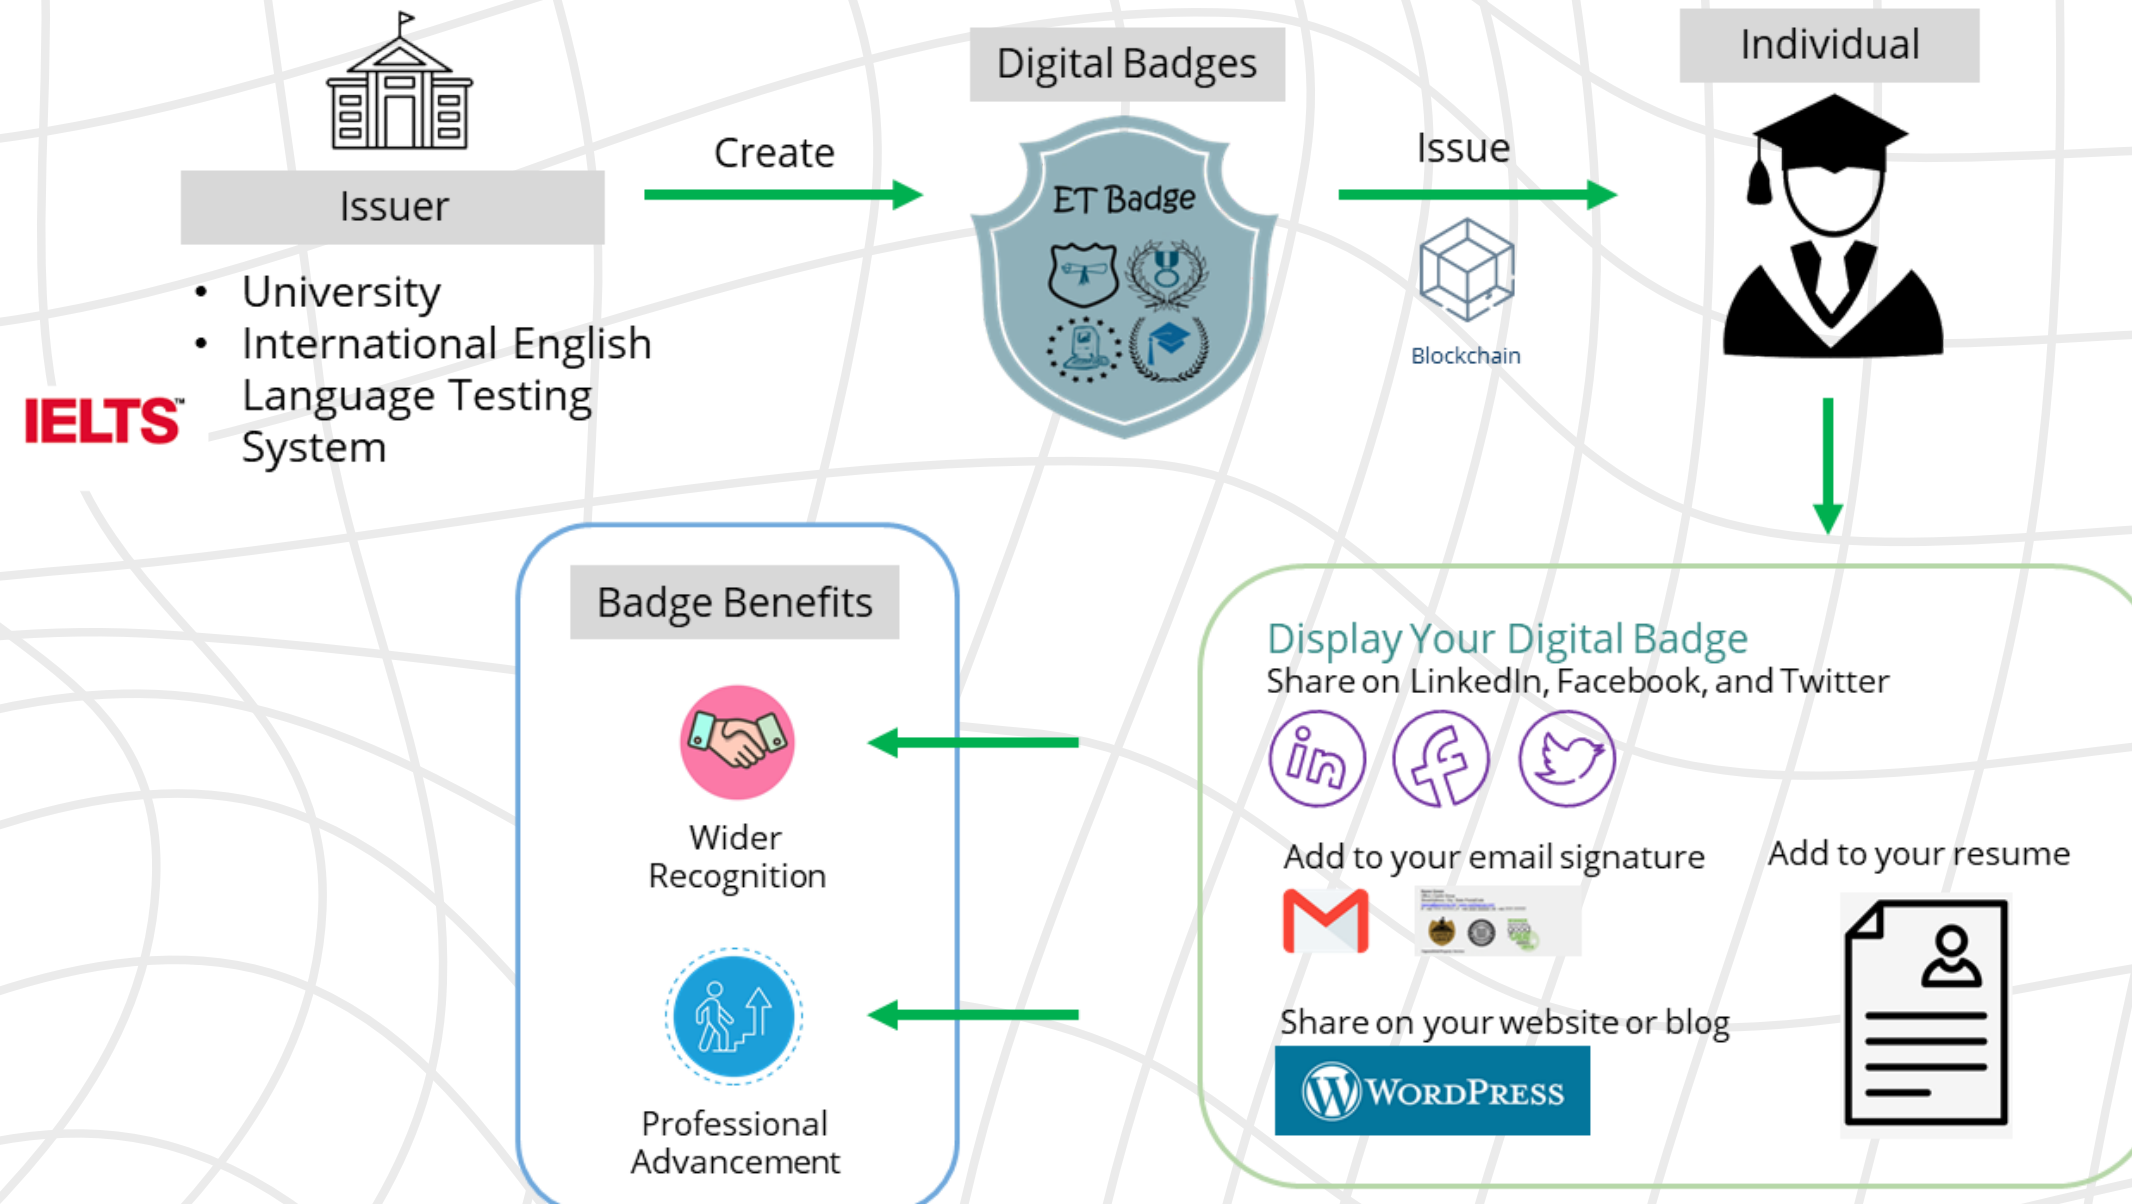 Issuer
• University
• International English
Language Testing
System
IELTS™
Create
Digital Badges
ET Badge
Issue
Blockchain
Individual
Display Your Digital Badge
Share on LinkedIn, Facebook, and Twitter
in
f
Add to your email signature
Add to your resume
Share on your website or blog
WORDPRESS
Badge Benefits
Wider
Recognition
Professional
Advancement